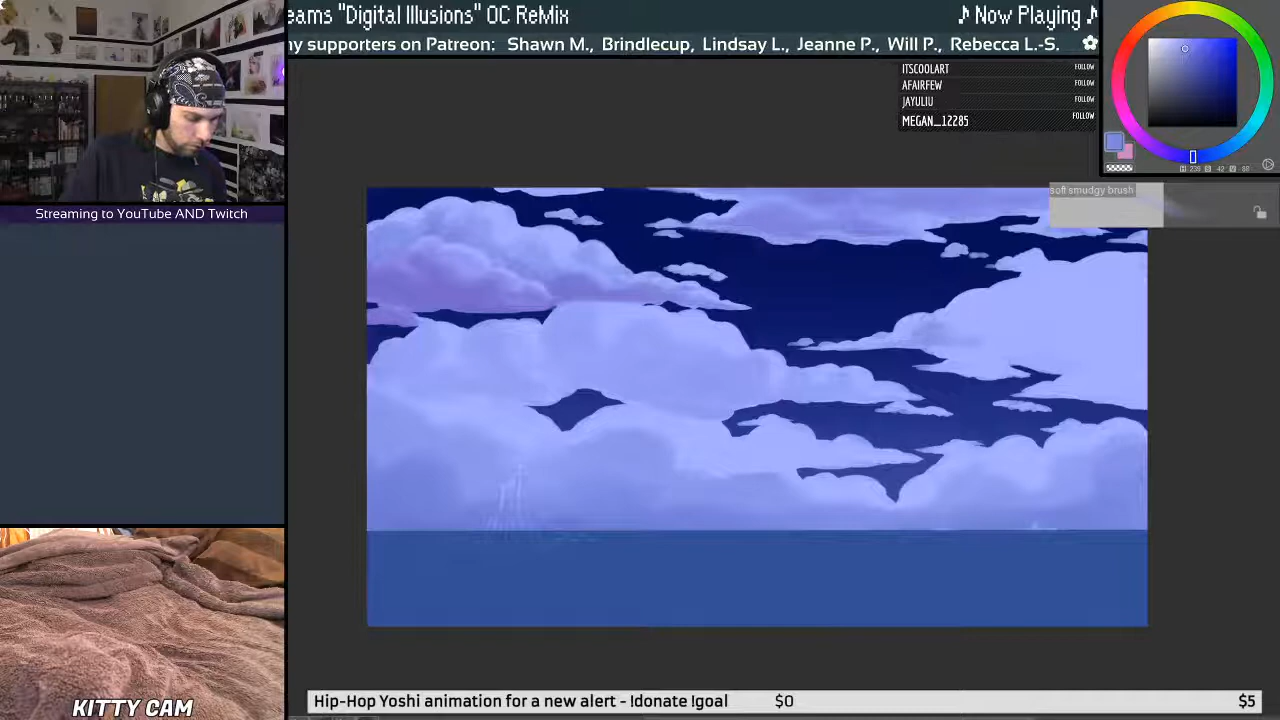 eams "Digital Illusions" OC ReMix
♪ Now Playing ♪
ny supporters on Patreon: Shawn M., Brindlecup, Lindsay L., Jeanne P., Will P., Rebecca L.-S.
ITSCOOLART FOLLOW
AFAIRFEW FOLLOW
JAYULIU FOLLOW
MEGAN_12285 FOLLOW
soft smudgy brush
Streaming to YouTube AND Twitch
KITTY CAM
Hip-Hop Yoshi animation for a new alert - !donate !goal $0 $5